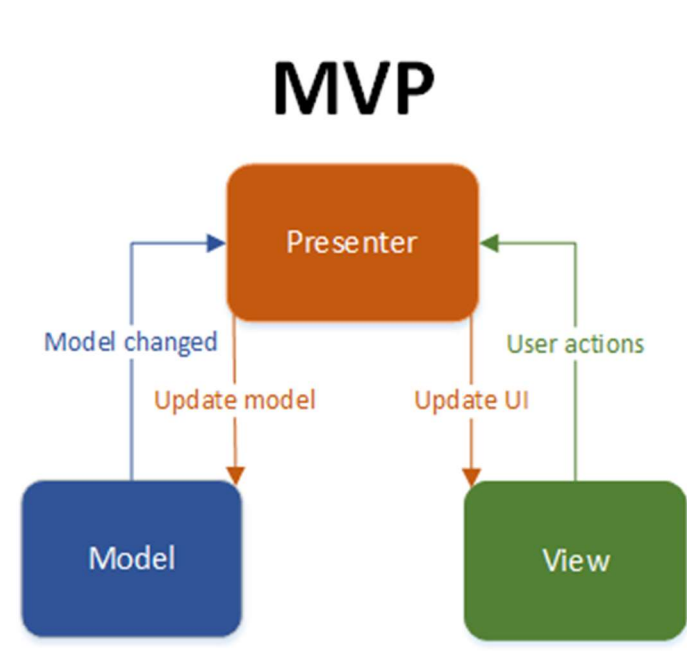 MVP
Presenter
Model changed
User actions
Update model
Update UI
Model
View